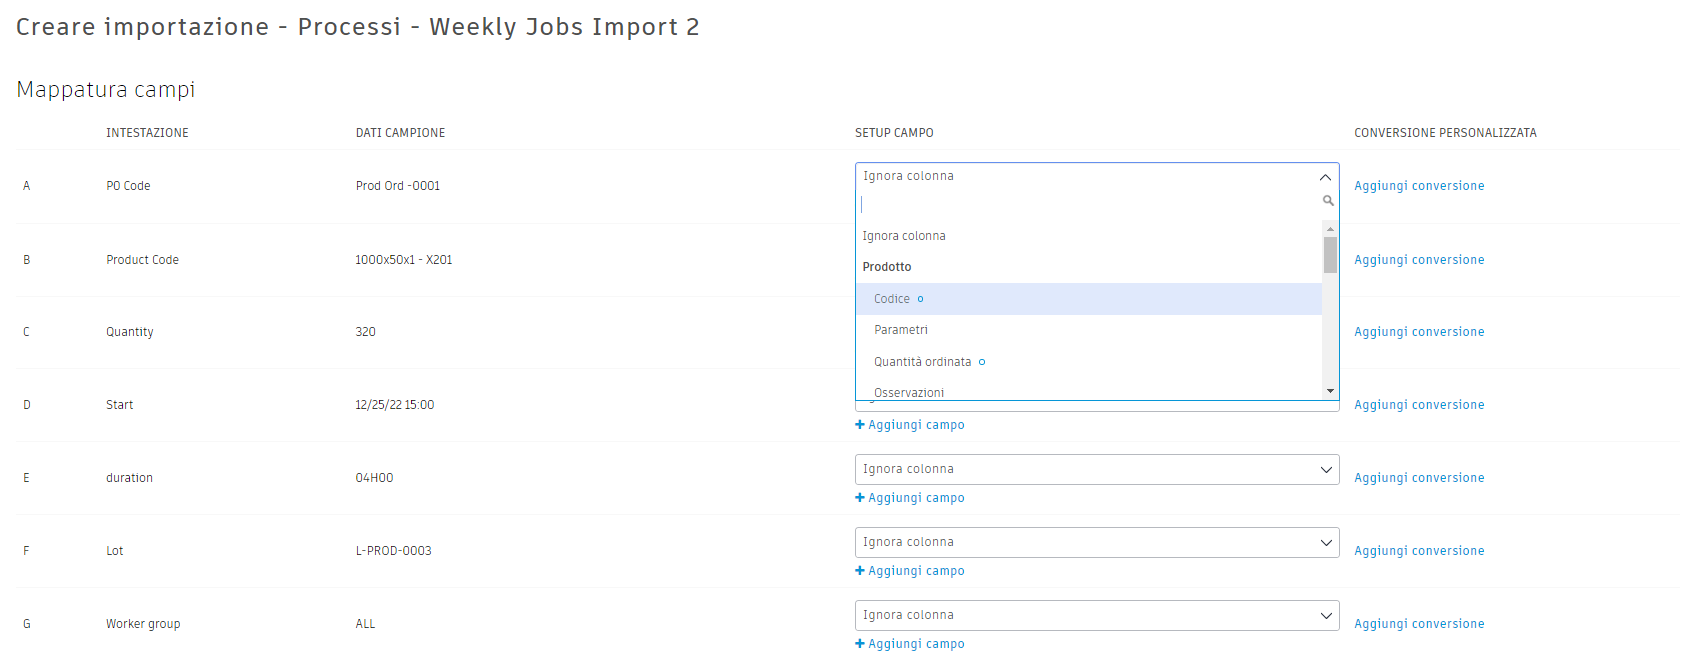 Creare importazione - Processi - Weekly Jobs Import 2
Mappatura campi
INTESTAZIONE DATI CAMPIONE SETUP CAMPO CONVERSIONE PERSONALIZZATA
A PO Code Prod Ord -0001 Ignora colonna Aggiungi conversione
Ignora colonna
Prodotto
B Product Code 1000x50x1 - X201 Aggiungi conversione
Codice
Parametri
C Quantity 320 Aggiungi conversione
Quantità ordinata
Osservazioni
D Start 12/25/22 15:00 Aggiungi conversione
+ Aggiungi campo
E duration 04H00 Ignora colonna Aggiungi conversione
+ Aggiungi campo
F Lot L-PROD-0003 Ignora colonna Aggiungi conversione
+ Aggiungi campo
G Worker group ALL Ignora colonna Aggiungi conversione
+ Aggiungi campo